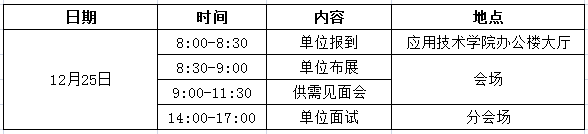 日期 时间 内容 地点
12月25日 8:00-8:30 单位报到 应用技术学院办公楼大厅
8:30-9:00 单位布展 会场
9:00-11:30 供需见面会
14:00-17:00 单位面试 分会场